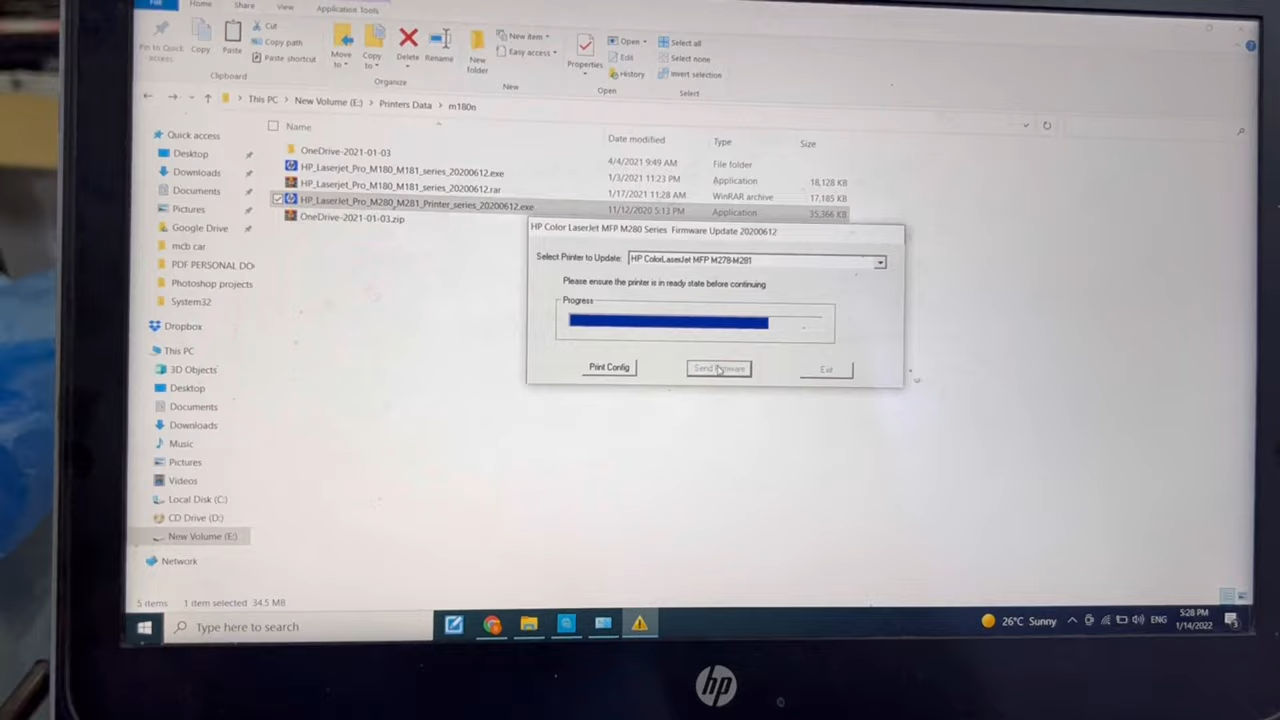 File
Home
Share
View
Application Tools
Pin to Quick access
Copy
Paste
Cut
Copy path
Paste shortcut
Clipboard
Move to
Copy to
Delete
Rename
Organize
New folder
New item
Easy access
New
Properties
Open
Edit
History
Open
Select all
Select none
Invert selection
Select
This PC > New Volume (E:) > Printers Data > m180n
Name
Date modified
Type
Size
OneDrive-2021-01-03
4/4/2021 9:49 AM
File folder
HP_Laserjet_Pro_M180_M181_series_20200612.exe
1/3/2021 11:23 PM
Application
18,128 KB
HP_Laserjet_Pro_M180_M181_series_20200612.rar
1/17/2021 11:28 AM
WinRAR archive
17,185 KB
HP_LaserJet_Pro_M280_M281_Printer_series_20200612.exe
11/12/2020 5:13 PM
Application
35,366 KB
OneDrive-2021-01-03.zip
Quick access
Desktop
Downloads
Documents
Pictures
Google Drive
mcb car
PDF PERSONAL DO
Photoshop projects
System32
Dropbox
This PC
3D Objects
Desktop
Documents
Downloads
Music
Pictures
Videos
Local Disk (C:)
CD Drive (D:)
New Volume (E:)
Network
HP Color LaserJet MFP M280 Series Firmware Update 20200612
Select Printer to Update: HP ColorLaserJet MFP M278-M281
Please ensure the printer is in ready state before continuing
Progress
Print Config
Send Firmware
Exit
5 items 1 item selected 34.5 MB
Type here to search
26°C Sunny
ENG
5:28 PM
1/14/2022
3
hp